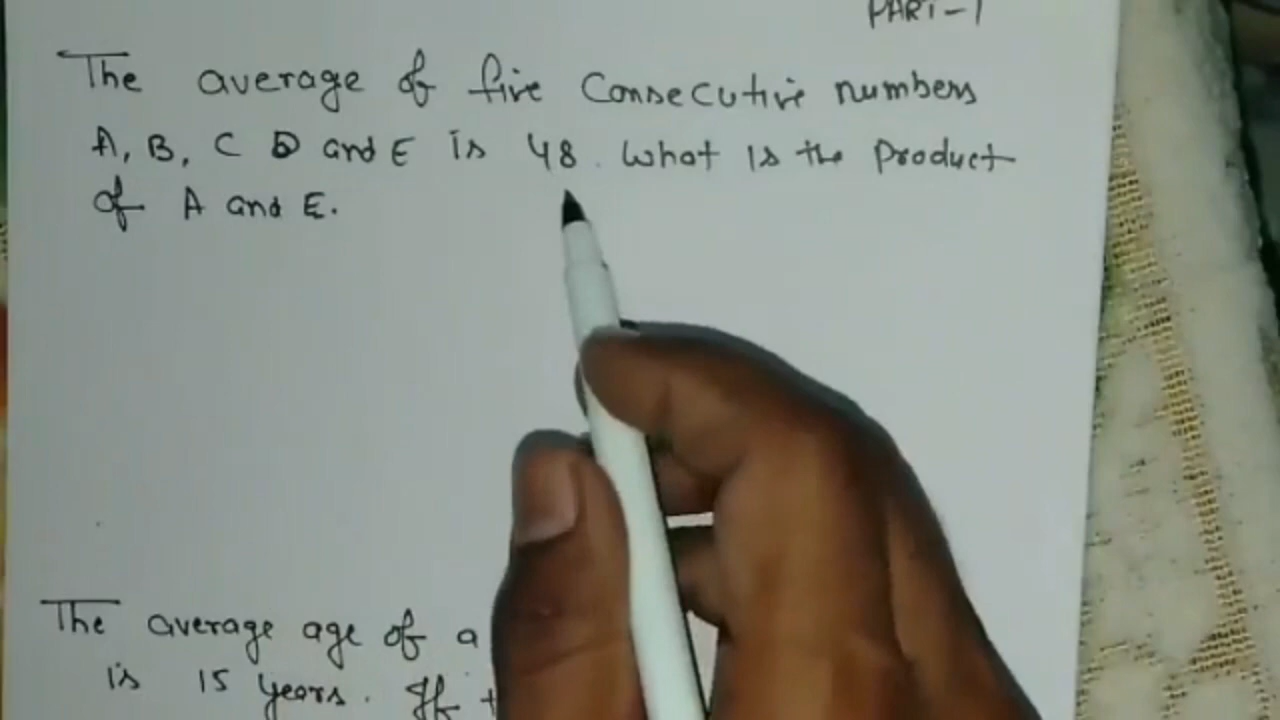 PART-1
The average of five Consecutive numbers
A, B, C D and E is 48. What is the Product
of A and E.
The average age of a
is 15 years. If